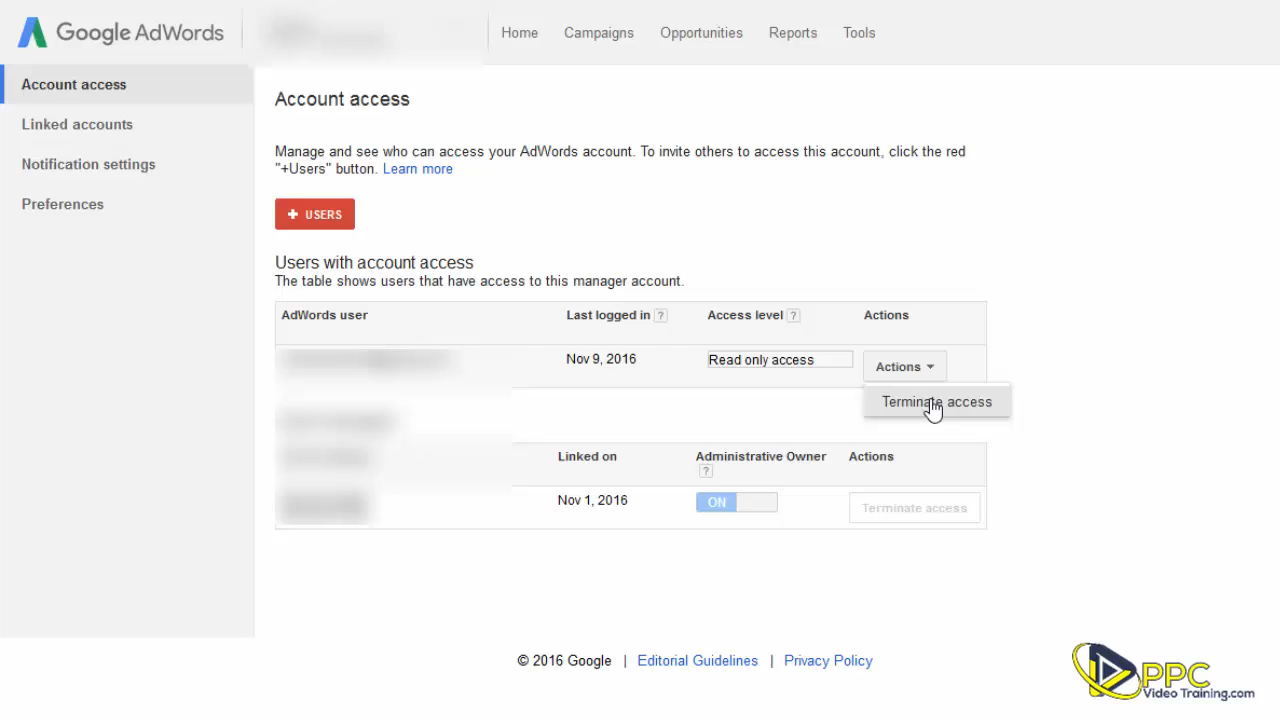 Google AdWords
Home Campaigns Opportunities Reports Tools
Account access
Linked accounts
Notification settings
Preferences
Account access
Manage and see who can access your AdWords account. To invite others to access this account, click the red
"+Users" button. Learn more
+ USERS
Users with account access
The table shows users that have access to this manager account.
AdWords user Last logged in ? Access level ? Actions
Nov 9, 2016 Read only access Actions
Terminate access
Linked on Administrative Owner Actions
?
Nov 1, 2016 ON Terminate access
© 2016 Google | Editorial Guidelines | Privacy Policy
PPC
Video Training.com